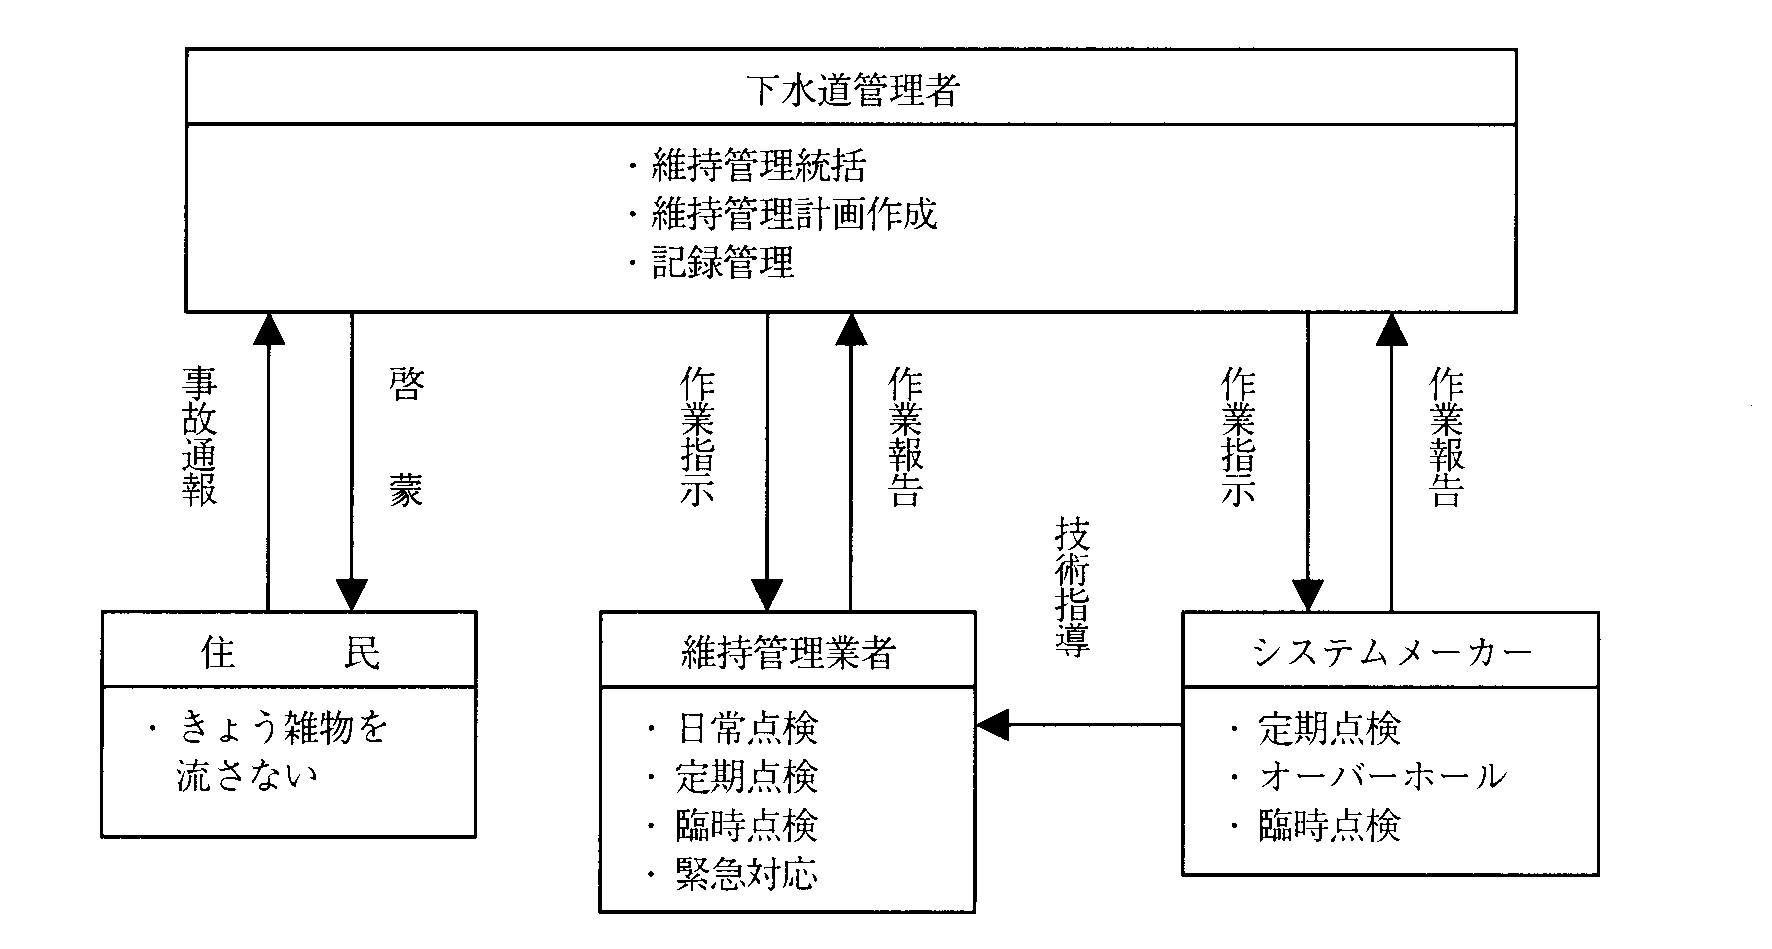 下水道管理者
・維持管理統括
・維持管理計画作成
・記録管理
事故通報
啓蒙
作業指示
作業報告
作業指示
作業報告
技術指導
住民
・きょう雑物を
流さない
維持管理業者
・日常点検
・定期点検
・臨時点検
・緊急対応
システムメーカー
・定期点検
・オーバーホール
・臨時点検